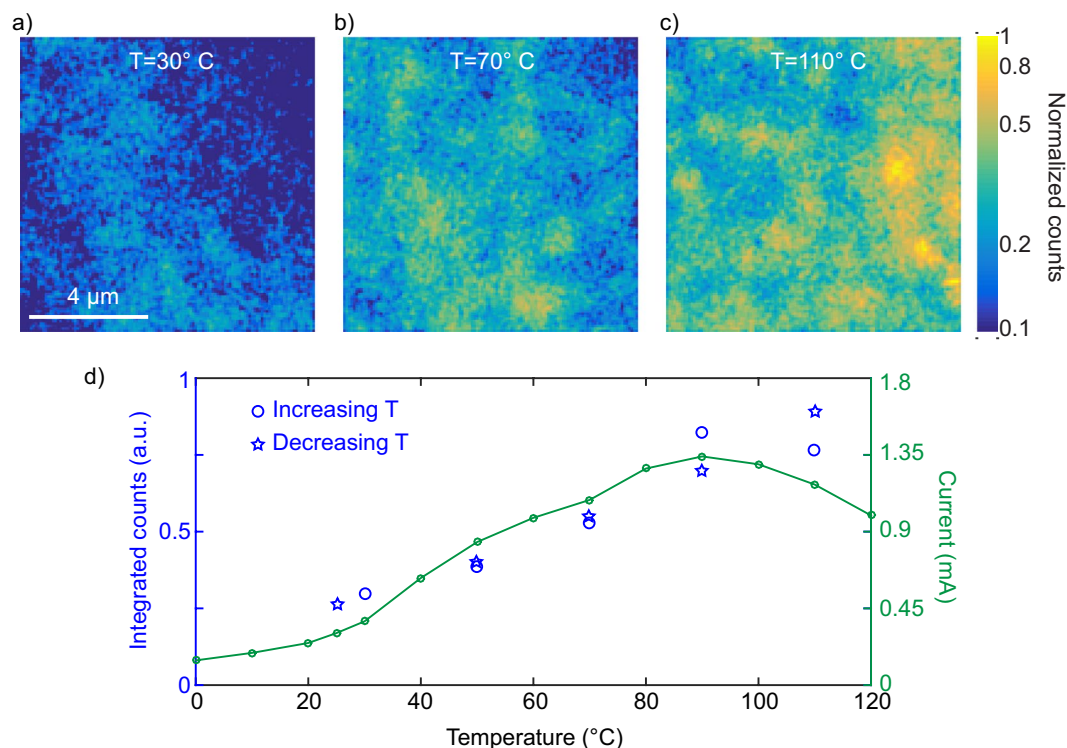 a)
b)
c)
T=30° C
T=70° C
T=110° C
4 µm
1
0.8
0.5
0.2
0.1
Normalized counts
d)
Increasing T
Decreasing T
1
0.5
0
Integrated counts (a.u.)
1.8
1.35
0.9
0.45
0
Current (mA)
0
20
40
60
80
100
120
Temperature (°C)